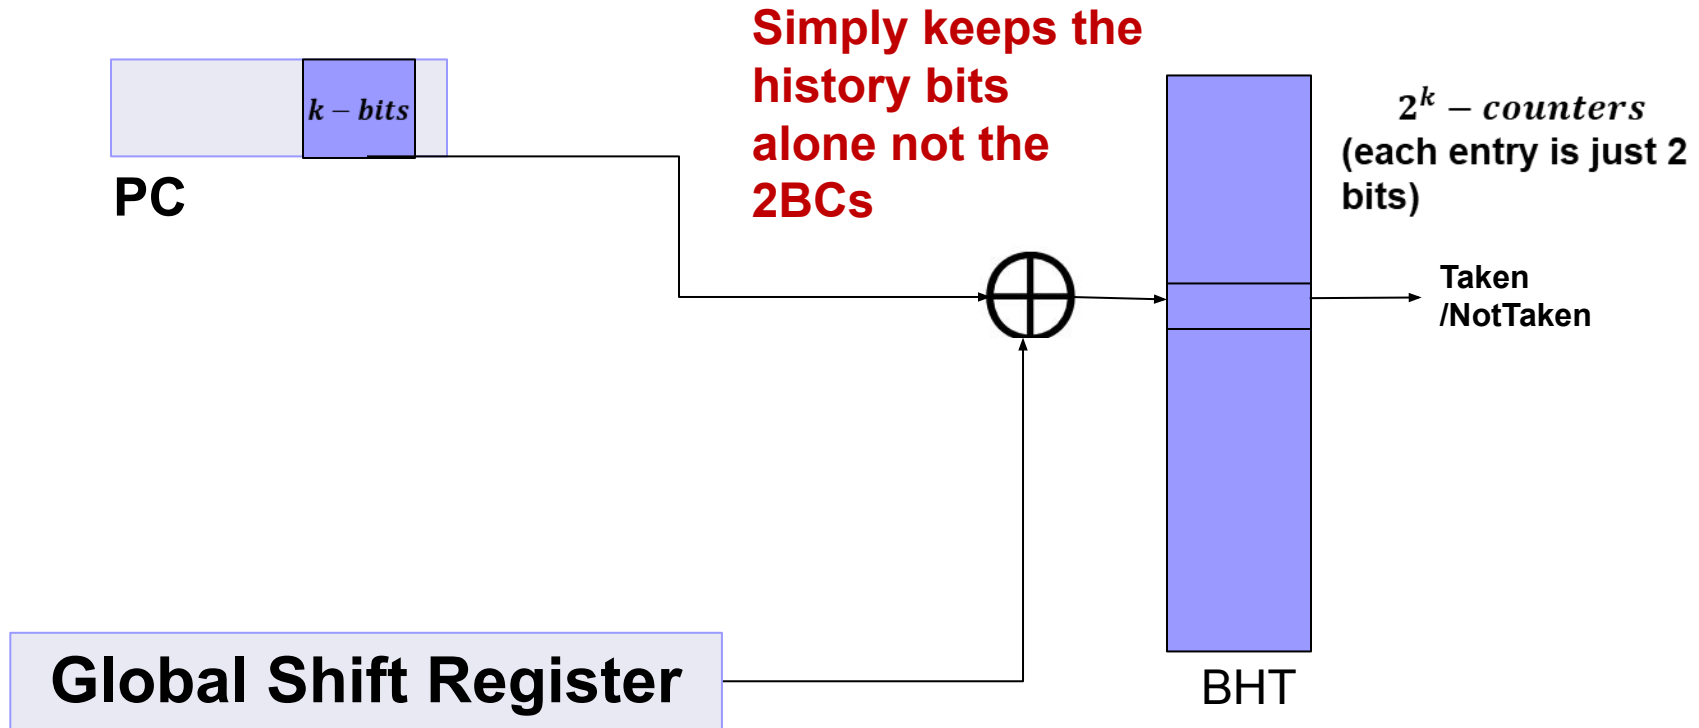 Simply keeps the
history bits
alone not the
2BCs
k − bits
PC
2^k − counters
(each entry is just 2
bits)
Taken
/NotTaken
Global Shift Register
BHT